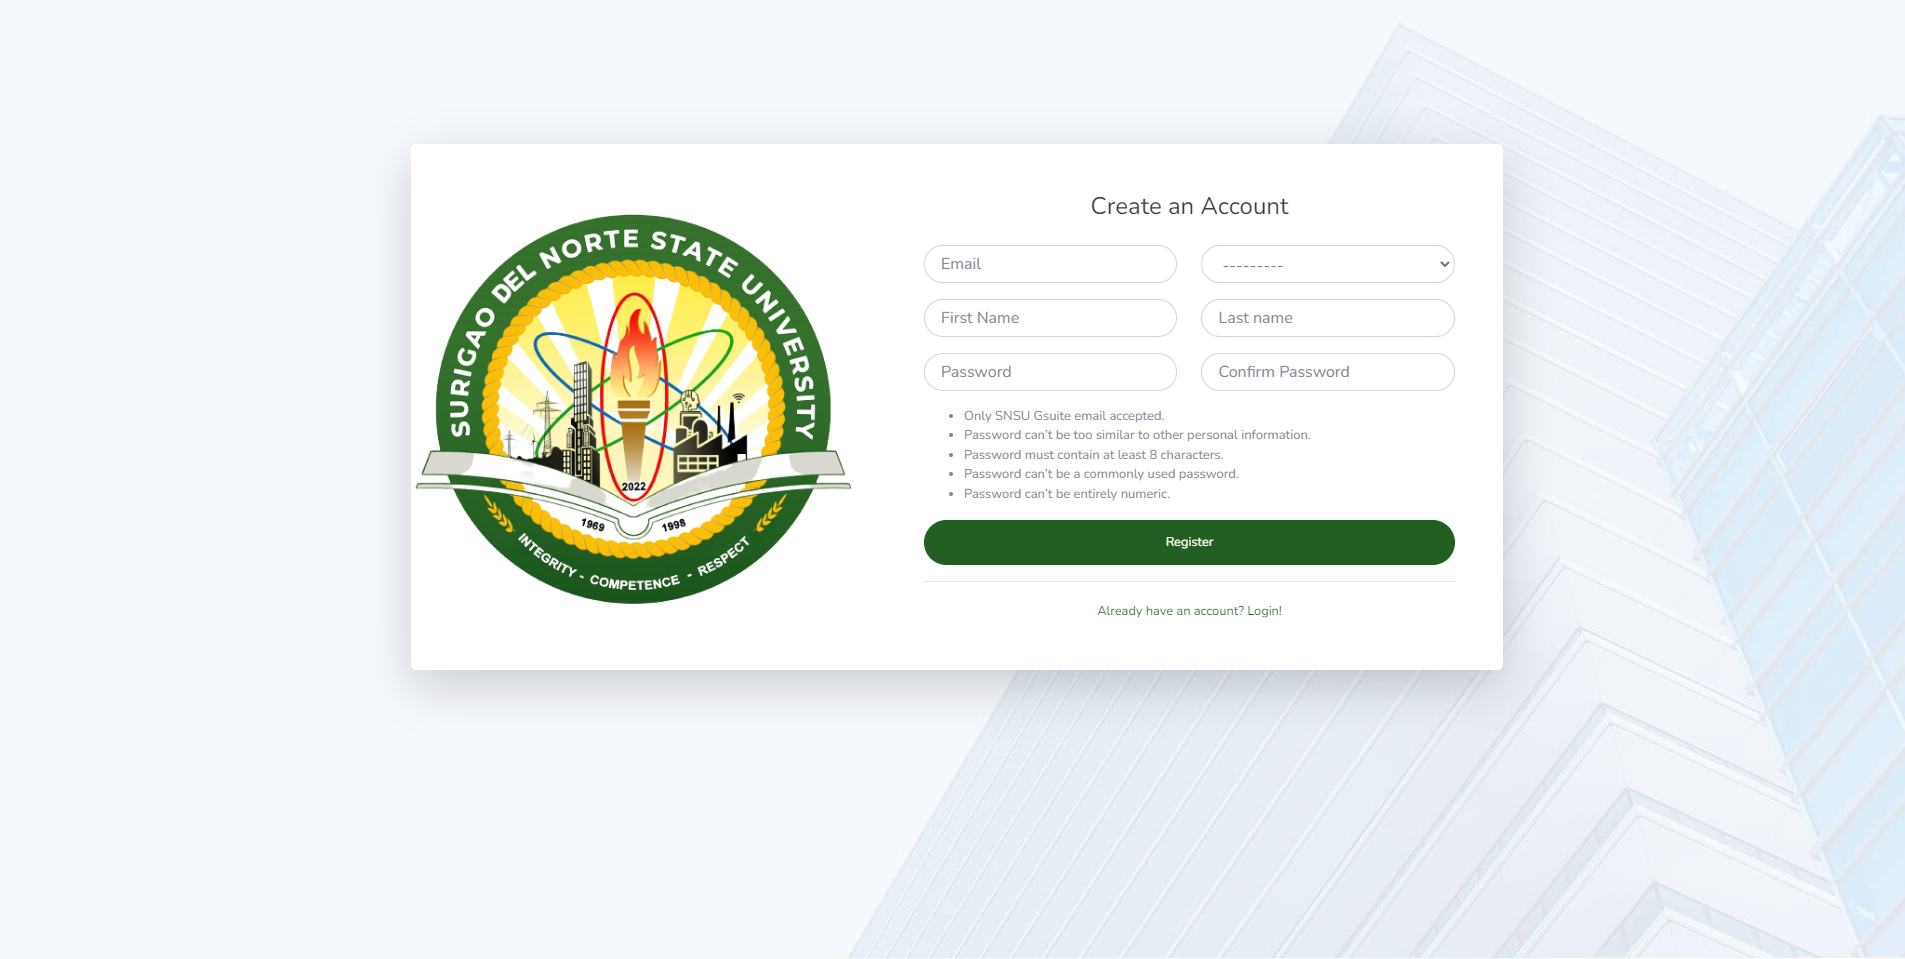 SURIGAO DEL NORTE STATE UNIVERSITY
2022
1969 1998
INTEGRITY - COMPETENCE - RESPECT
Create an Account
Email ---------
First Name Last name
Password Confirm Password
Only SNSU Gsuite email accepted.
Password can't be too similar to other personal information.
Password must contain at least 8 characters.
Password can't be a commonly used password.
Password can't be entirely numeric.
Register
Already have an account? Login!